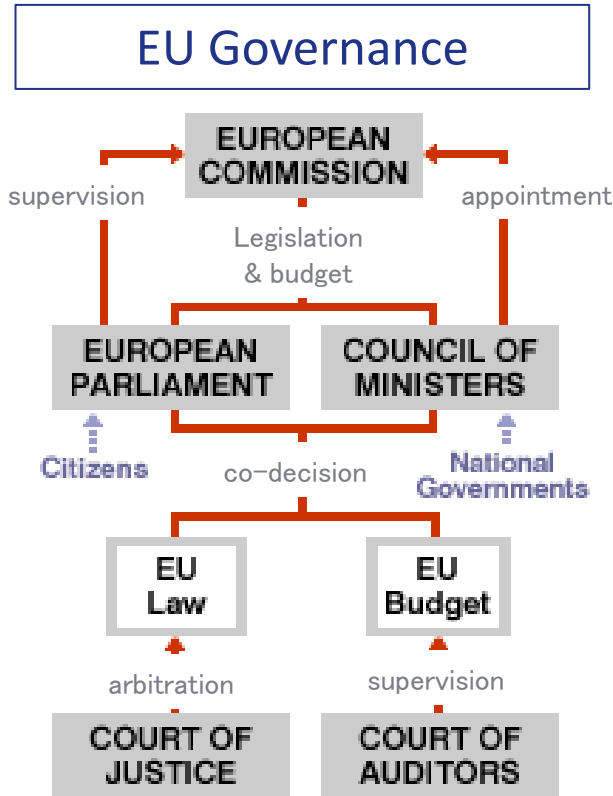 EU Governance
EUROPEAN
COMMISSION
supervision
appointment
Legislation
& budget
EUROPEAN
PARLIAMENT
COUNCIL OF
MINISTERS
Citizens
co-decision
National
Governments
EU
Law
EU
Budget
arbitration
supervision
COURT OF
JUSTICE
COURT OF
AUDITORS